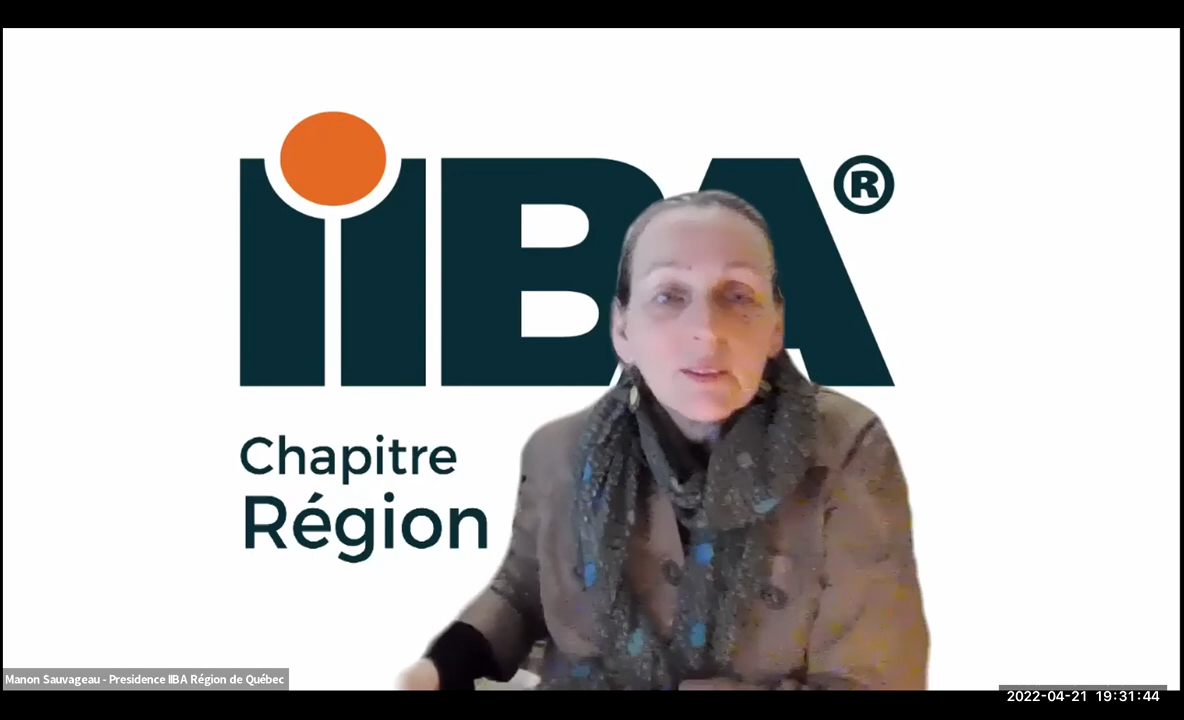 iiBA®
Chapitre
Région
Manon Sauvageau - Presidence IIBA Région de Québec
2022-04-21 19:31:44